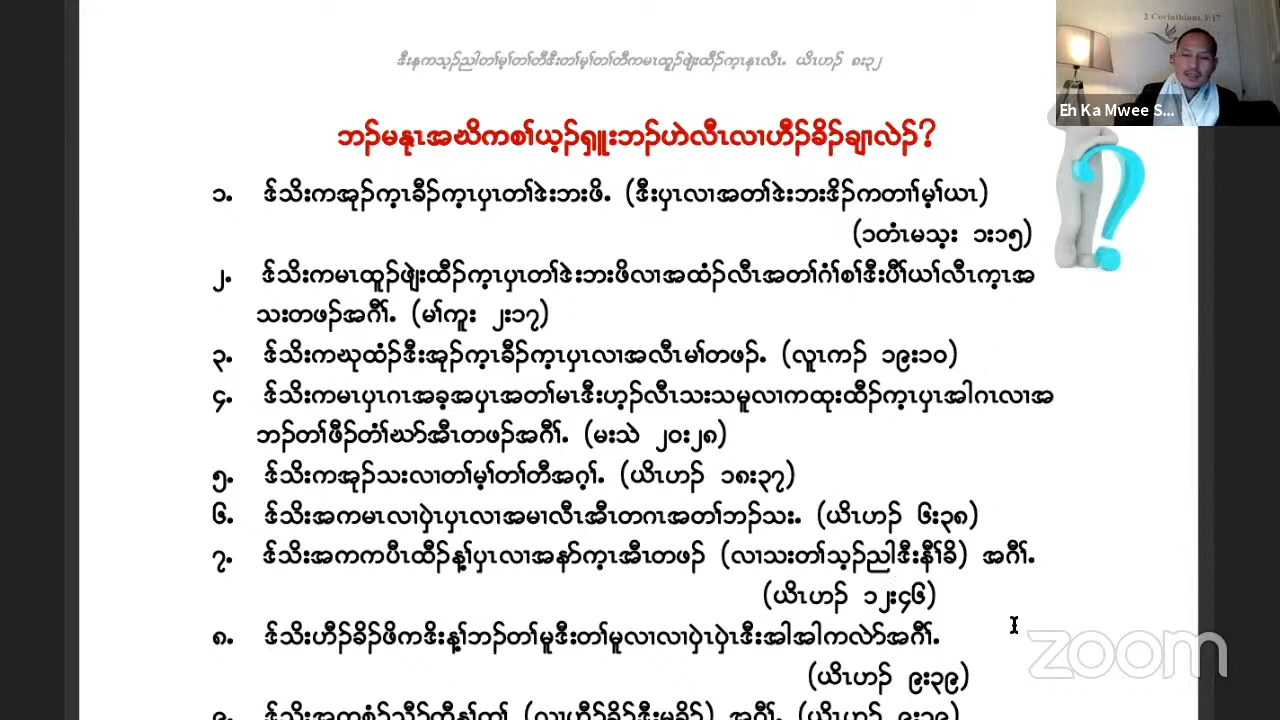 ဒီးနကသ့ၣ်ညါတၢ်မ့ၢ်တၢ်တီဒီးတၢ်မ့ၢ်တၢ်တီကမၤထူၣ်ဖျဲးထီၣ်က့ၤနၤလီၤ. ယိၤဟၣ် ၈း၃၂
2 Corinthians 3:17
Eh Ka Mwee S...
ဘၣ်မနုၤအဃိကစၢ်ယ့ၣ်ရှူးဘၣ်ဟဲလီၤလၢဟီၣ်ခိၣ်ချၢလဲၣ်?
၁. ဒ်သိးကအုၣ်က့ၤခီၣ်က့ၤပှၤတၢ်ဒဲးဘးဖိ. (ဒီးပှၤလၢအတၢ်ဒဲးဘးဒိၣ်ကတၢၢ်မ့ၢ်ယၤ)
(၁တံၤမသ့း ၁း၁၅)
၂. ဒ်သိးကမၤထူၣ်ဖျဲးထီၣ်က့ၤပှၤတၢ်ဒဲးဘးဖိလၢအထံၣ်လီၤအတၢ်ဂံၢ်စၢ်ဒီးပိၢ်ယၢ်လီၤက့ၤအ
သးတဖၣ်အဂီၢ်. (မၢ်ကူး ၂း၁၇)
၃. ဒ်သိးကဃုထံၣ်ဒီးအုၣ်က့ၤခီၣ်က့ၤပှၤလၢအလီၤမၢ်တဖၣ်. (လူၤကၣ် ၁၉း၁၀)
၄. ဒ်သိးကမၤပှၤဂၤအခ့အပှၤအတၢ်မၤဒီးဟ့ၣ်လီၤသးသမူလၢကထုးထီၣ်က့ၤပှၤအါဂၤလၢအ
ဘၣ်တၢ်ဖီၣ်တံၢ်ဃာ်အီၤတဖၣ်အဂီၢ်. (မးသဲ ၂၀း၂၈)
၅. ဒ်သိးကအုၣ်သးလၢတၢ်မ့ၢ်တၢ်တီအဂ့ၢ်. (ယိၤဟၣ် ၁၈း၃၇)
၆. ဒ်သိးအကမၤလၢပှဲၤပှၤလၢအမၢလီၤအီၤတဂၤအတၢ်ဘၣ်သး. (ယိၤဟၣ် ၆း၃၈)
၇. ဒ်သိးအကကပီၤထီၣ်န့ၢ်ပှၤလၢအနာ်က့ၤအီၤတဖၣ် (လၢသးတၢ်သ့ၣ်ညါဒီးနီၢ်ခိ) အဂီၢ်.
(ယိၤဟၣ် ၁၂း၄၆)
၈. ဒ်သိးဟီၣ်ခိၣ်ဖိကဒိးန့ၢ်ဘၣ်တၢ်မူဒီးတၢ်မူလၢလၢပှဲၤပှဲၤဒီးအါအါကလဲာ်အဂီၢ်.
(ယိၤဟၣ် ၉း၃၉)
zoom